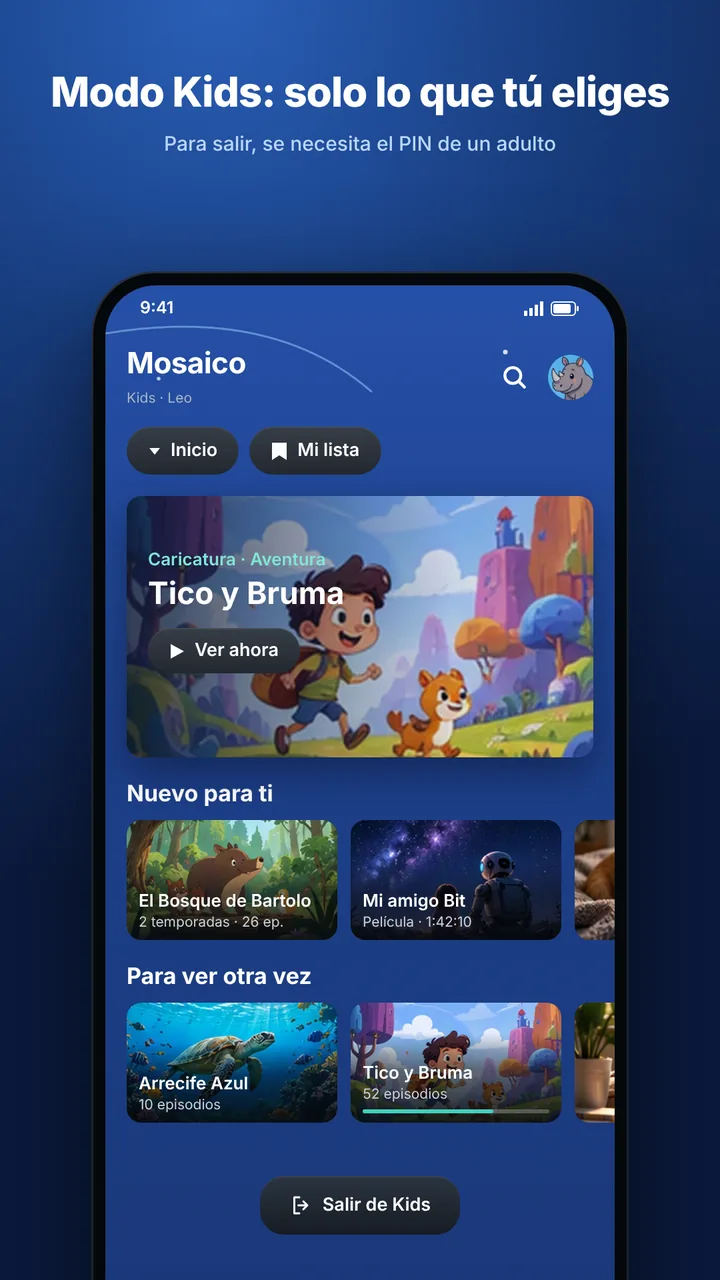 Modo Kids: solo lo que tú eliges
Para salir, se necesita el PIN de un adulto
9:41
Mosaico
Kids · Leo
Inicio
Mi lista
Caricatura · Aventura
Tico y Bruma
Ver ahora
Nuevo para ti
El Bosque de Bartolo
2 temporadas · 26 ep.
Mi amigo Bit
Película · 1:42:10
Para ver otra vez
Arrecife Azul
10 episodios
Tico y Bruma
52 episodios
Salir de Kids